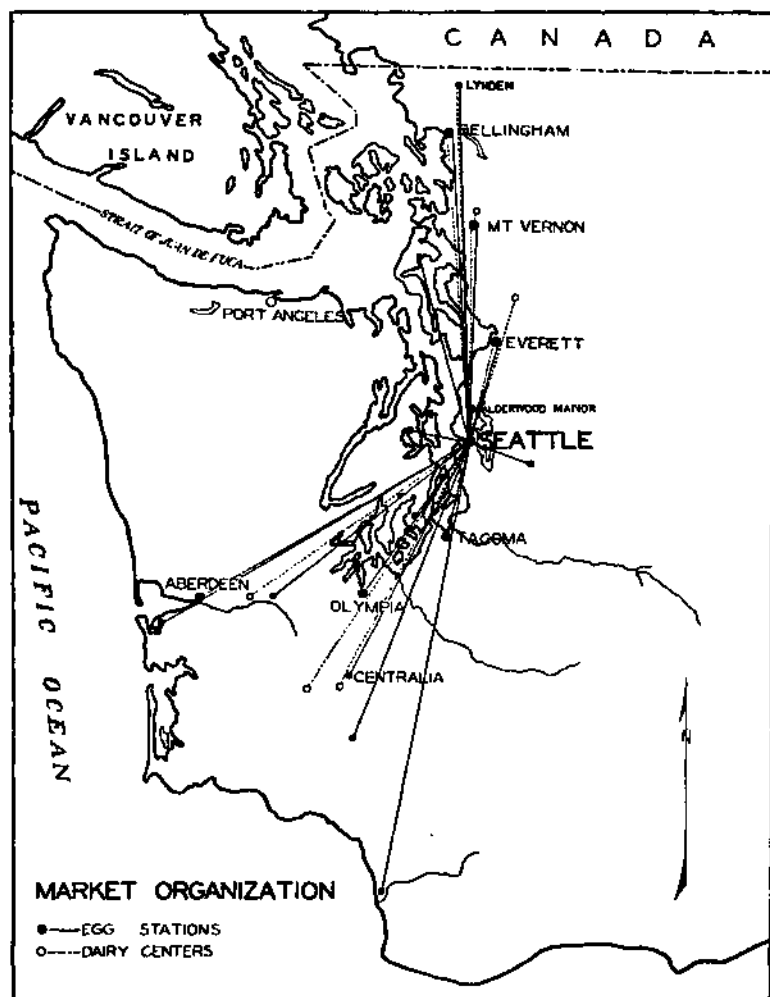 CANADA
LYNDEN
VANCOUVER
ISLAND
BELLINGHAM
STRAIT OF JUAN DE FUCA
MT VERNON
PORT ANGELES
EVERETT
ALDERWOOD MANOR
SEATTLE
PACIFIC OCEAN
TACOMA
ABERDEEN
OLYMPIA
CENTRALIA
N
MARKET ORGANIZATION
EGG STATIONS
DAIRY CENTERS